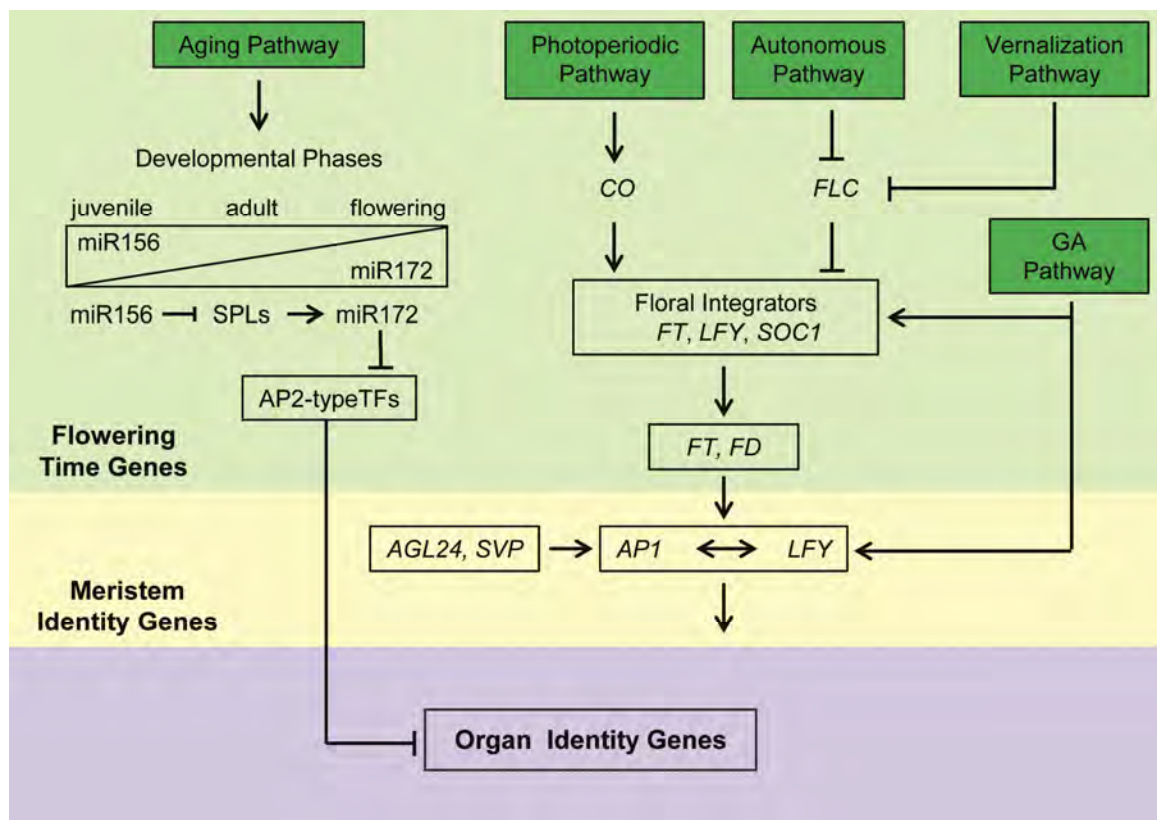 Aging Pathway
Photoperiodic
Pathway
Autonomous
Pathway
Vernalization
Pathway
Developmental Phases
CO
FLC
juvenile adult flowering
miR156
miR172
GA
Pathway
miR156 SPLs miR172
Floral Integrators
FT, LFY, SOC1
AP2-typeTFs
Flowering
Time Genes
FT, FD
AGL24, SVP
AP1 LFY
Meristem
Identity Genes
Organ Identity Genes